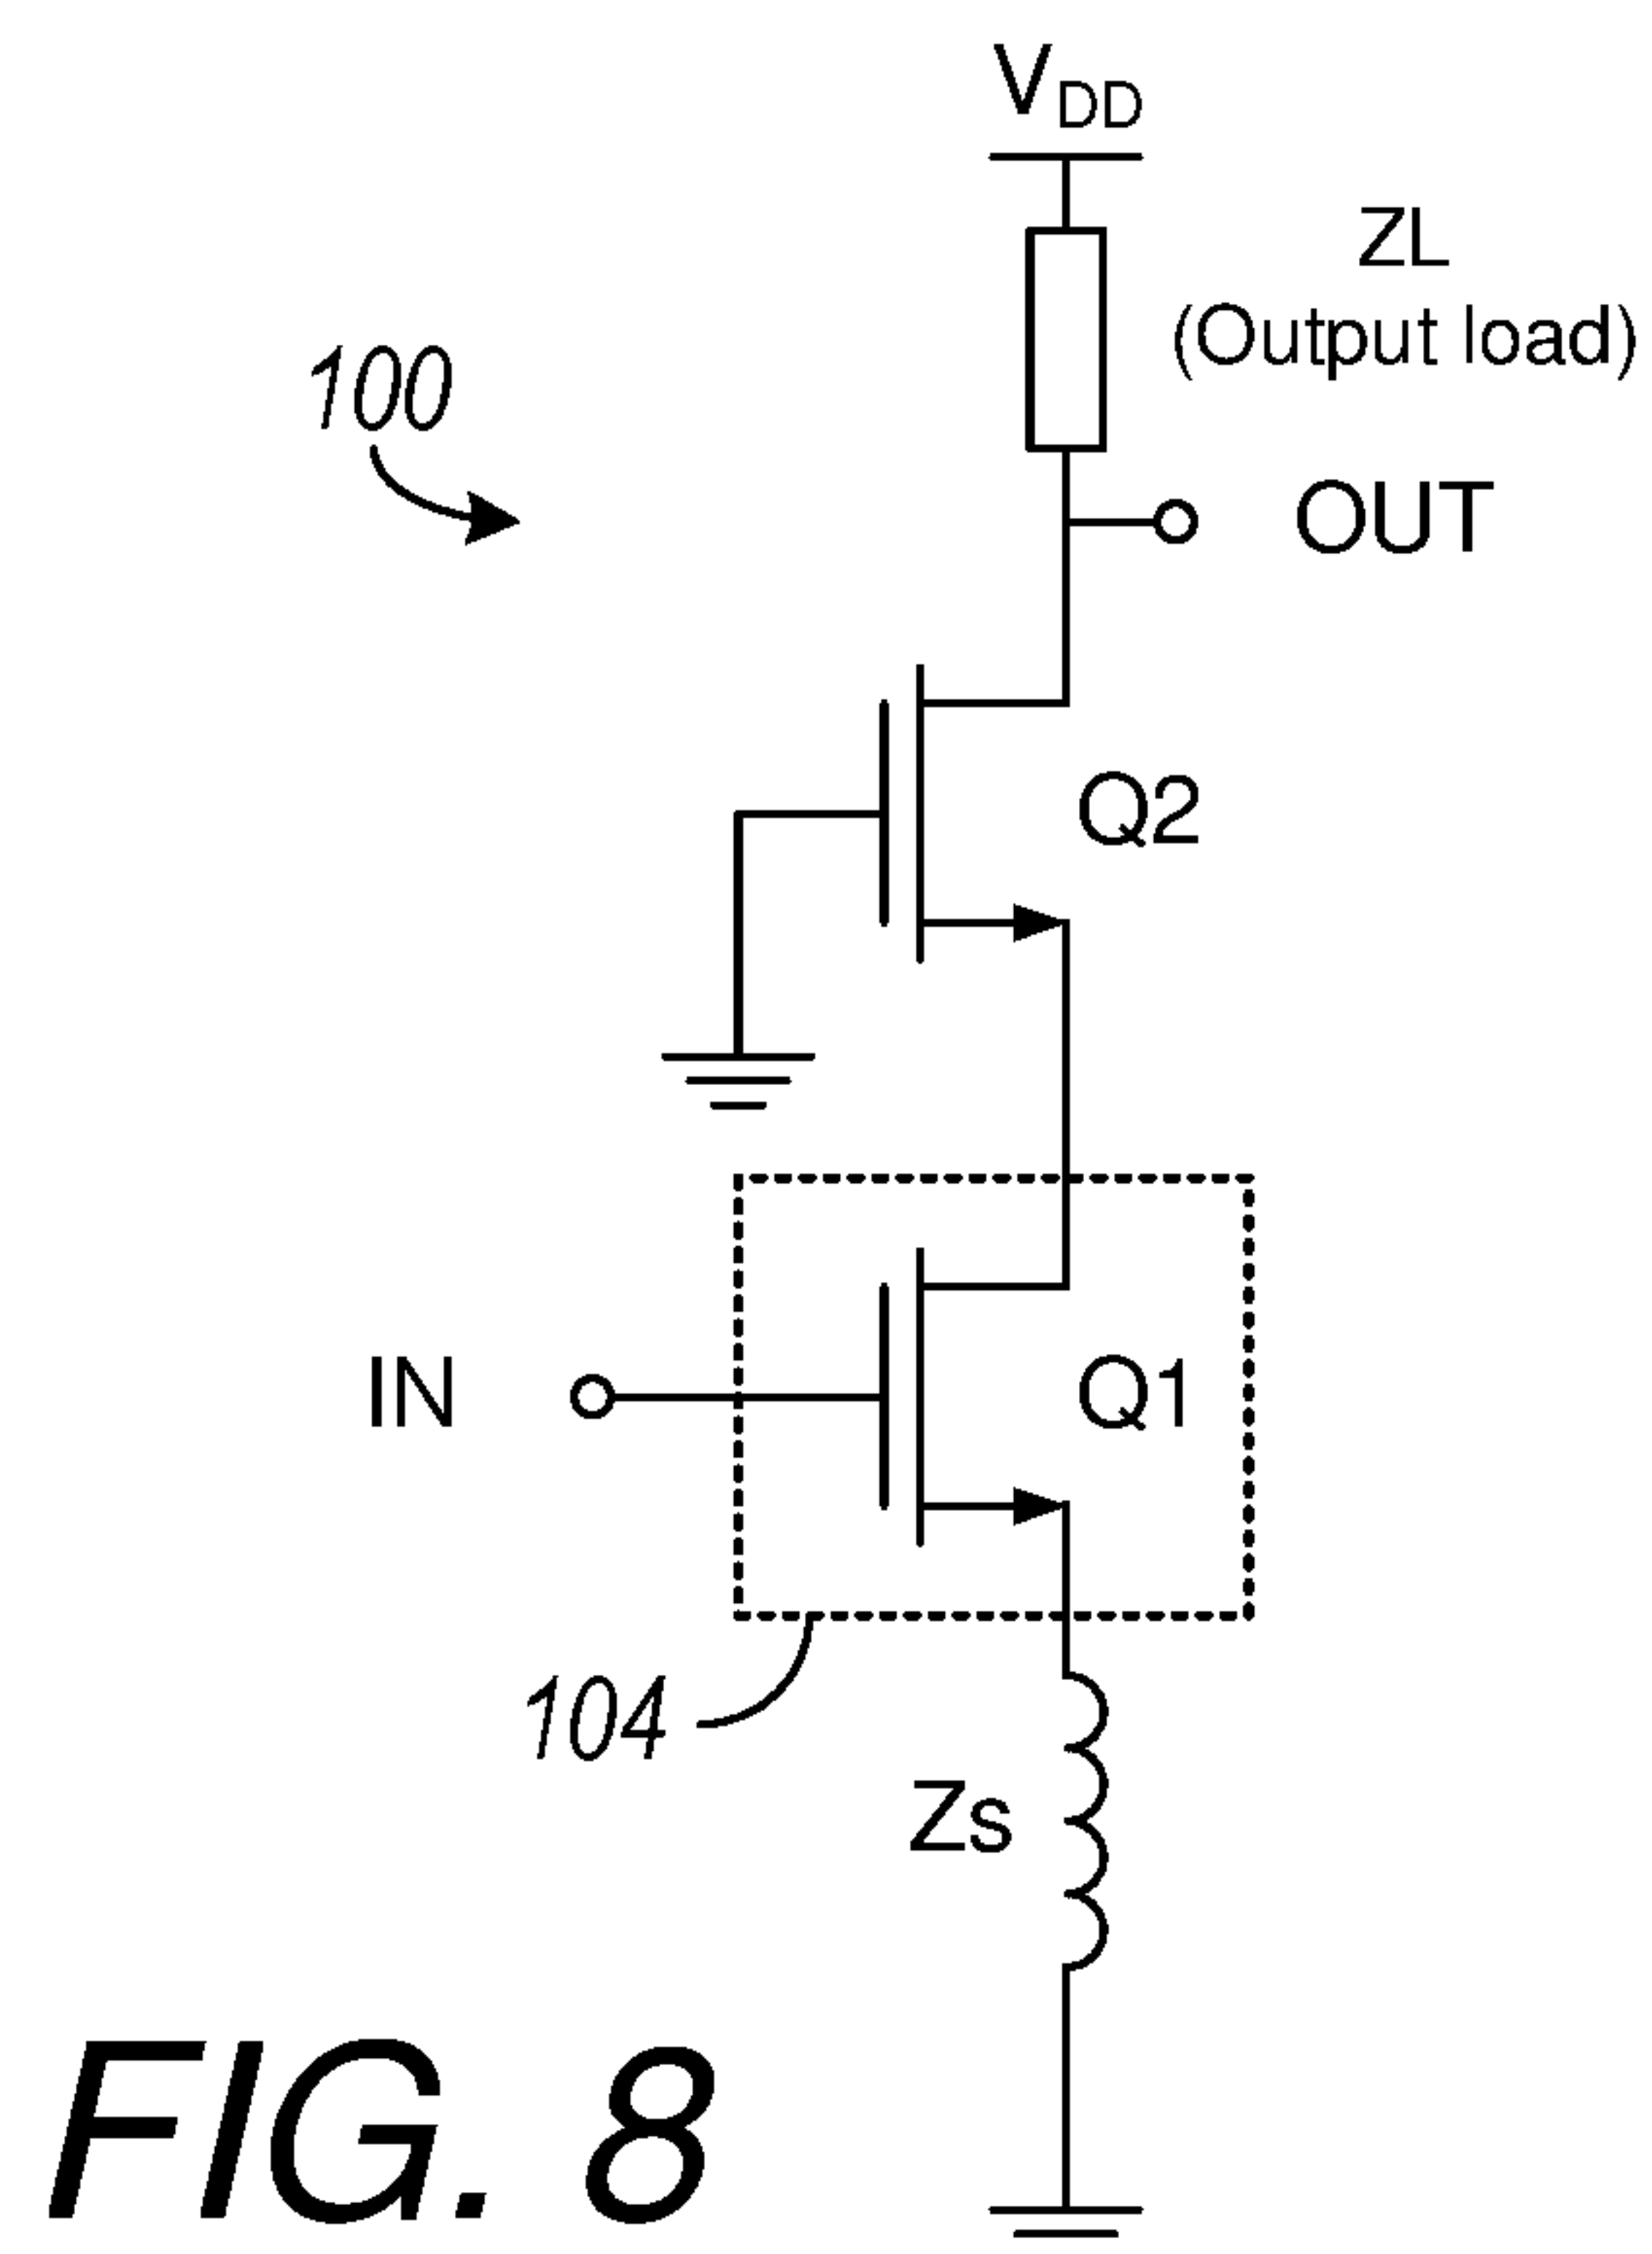 VDD
ZL
(Output load)
100
OUT
Q2
IN
Q1
104
Zs
FIG. 8